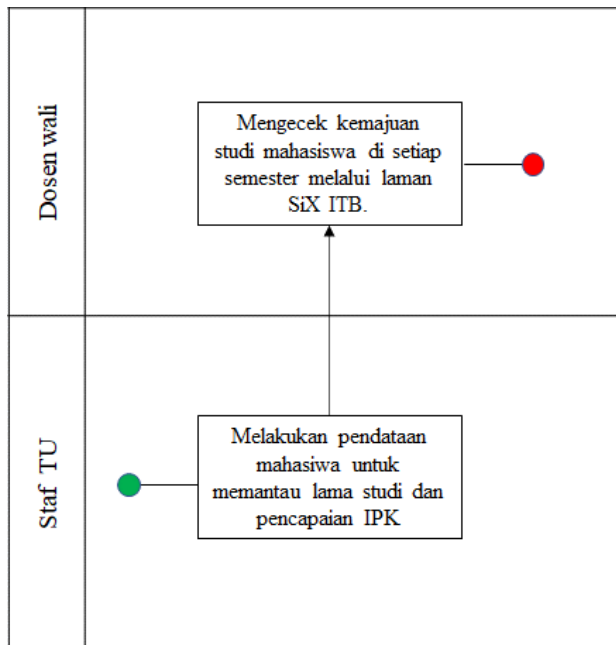 Dosen wali
Mengecek kemajuan
studi mahasiswa di setiap
semester melalui laman
SiX ITB.
Staf TU
Melakukan pendataan
mahasiwa untuk
memantau lama studi dan
pencapaian IPK